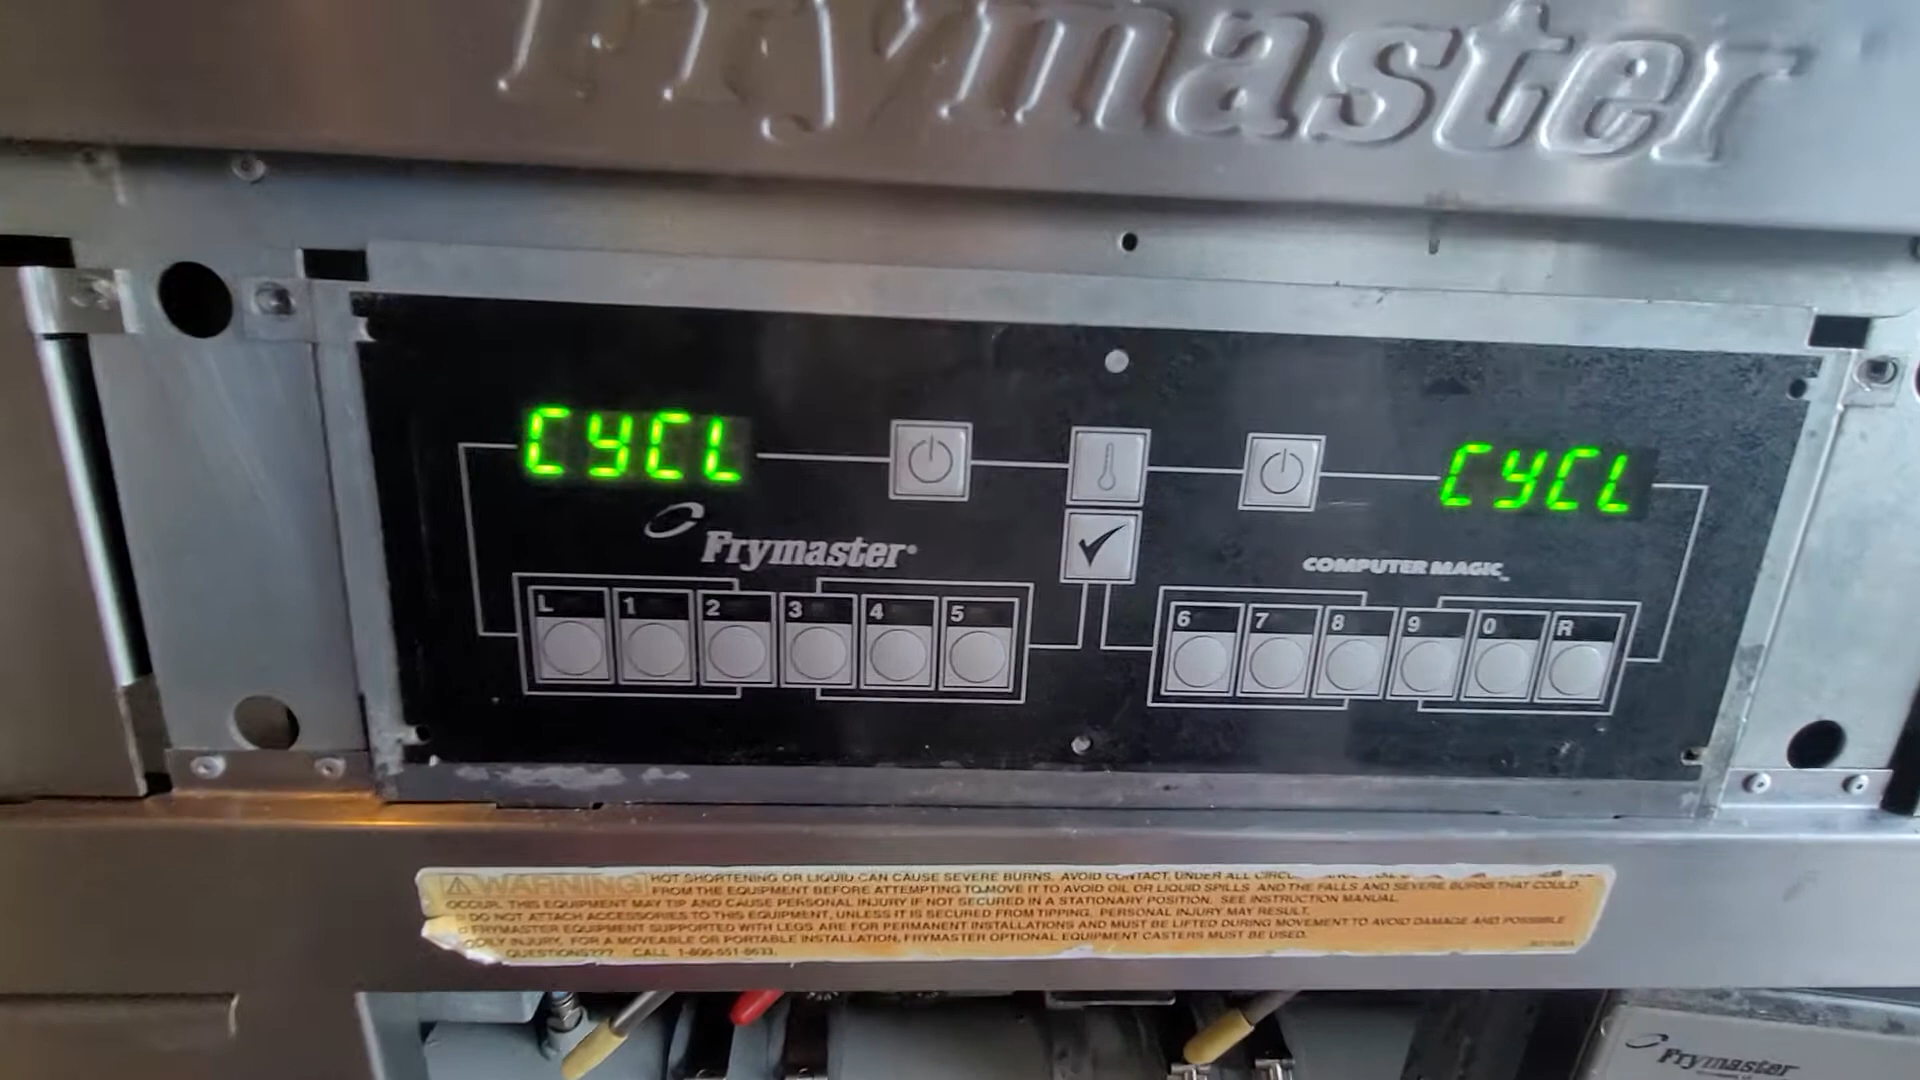 Frymaster
CYCL
CYCL
Frymaster
COMPUTER MAGIC
L 1 2 3 4 5
6 7 8 9 0 R
WARNING
HOT SHORTENING OR LIQUID CAN CAUSE SEVERE BURNS. AVOID CONTACT. UNDER ALL
FROM THE EQUIPMENT BEFORE ATTEMPTING TO MOVE IT TO AVOID OIL OR LIQUID SPILLS AND THE FALLS AND SEVERE BURNS THAT COULD
OCCUR. THIS EQUIPMENT MAY TIP AND CAUSE PERSONAL INJURY IF NOT SECURED IN A STATIONARY POSITION. SEE INSTRUCTION MANUAL.
DO NOT ATTACH ACCESSORIES TO THIS EQUIPMENT, UNLESS IT IS SECURED FROM TIPPING. PERSONAL INJURY MAY RESULT.
FRYMASTER EQUIPMENT SUPPORTED WITH LEGS ARE FOR PERMANENT INSTALLATIONS AND MUST BE LIFTED DURING MOVEMENT TO AVOID DAMAGE AND POSSIBLE
INJURY. FOR A MOVEABLE OR PORTABLE INSTALLATION, FRYMASTER OPTIONAL EQUIPMENT CASTERS MUST BE USED.
QUESTIONS??? CALL 1-800-551-8633.
Frymaster